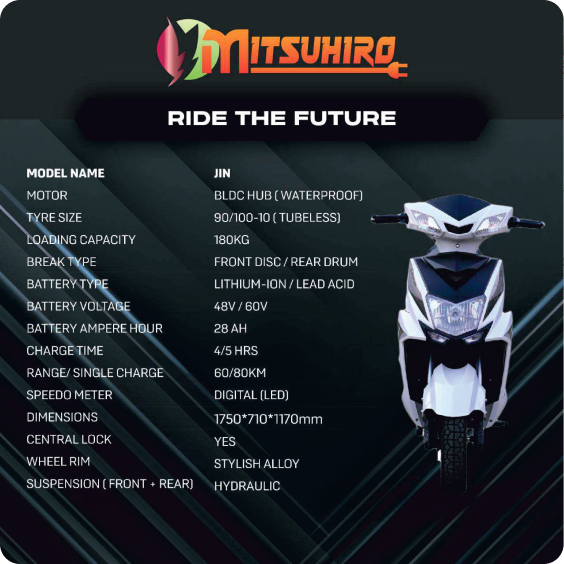 MITSUHIRO
RIDE THE FUTURE
MODEL NAME JIN
MOTOR BLDC HUB ( WATERPROOF)
TYRE SIZE 90/100-10 ( TUBELESS)
LOADING CAPACITY 180KG
BREAK TYPE FRONT DISC / REAR DRUM
BATTERY TYPE LITHIUM-ION / LEAD ACID
BATTERY VOLTAGE 48V / 60V
BATTERY AMPERE HOUR 28 AH
CHARGE TIME 4/5 HRS
RANGE/ SINGLE CHARGE 60/80KM
SPEEDO METER DIGITAL (LED)
DIMENSIONS 1750*710*1170mm
CENTRAL LOCK YES
WHEEL RIM STYLISH ALLOY
SUSPENSION ( FRONT + REAR) HYDRAULIC